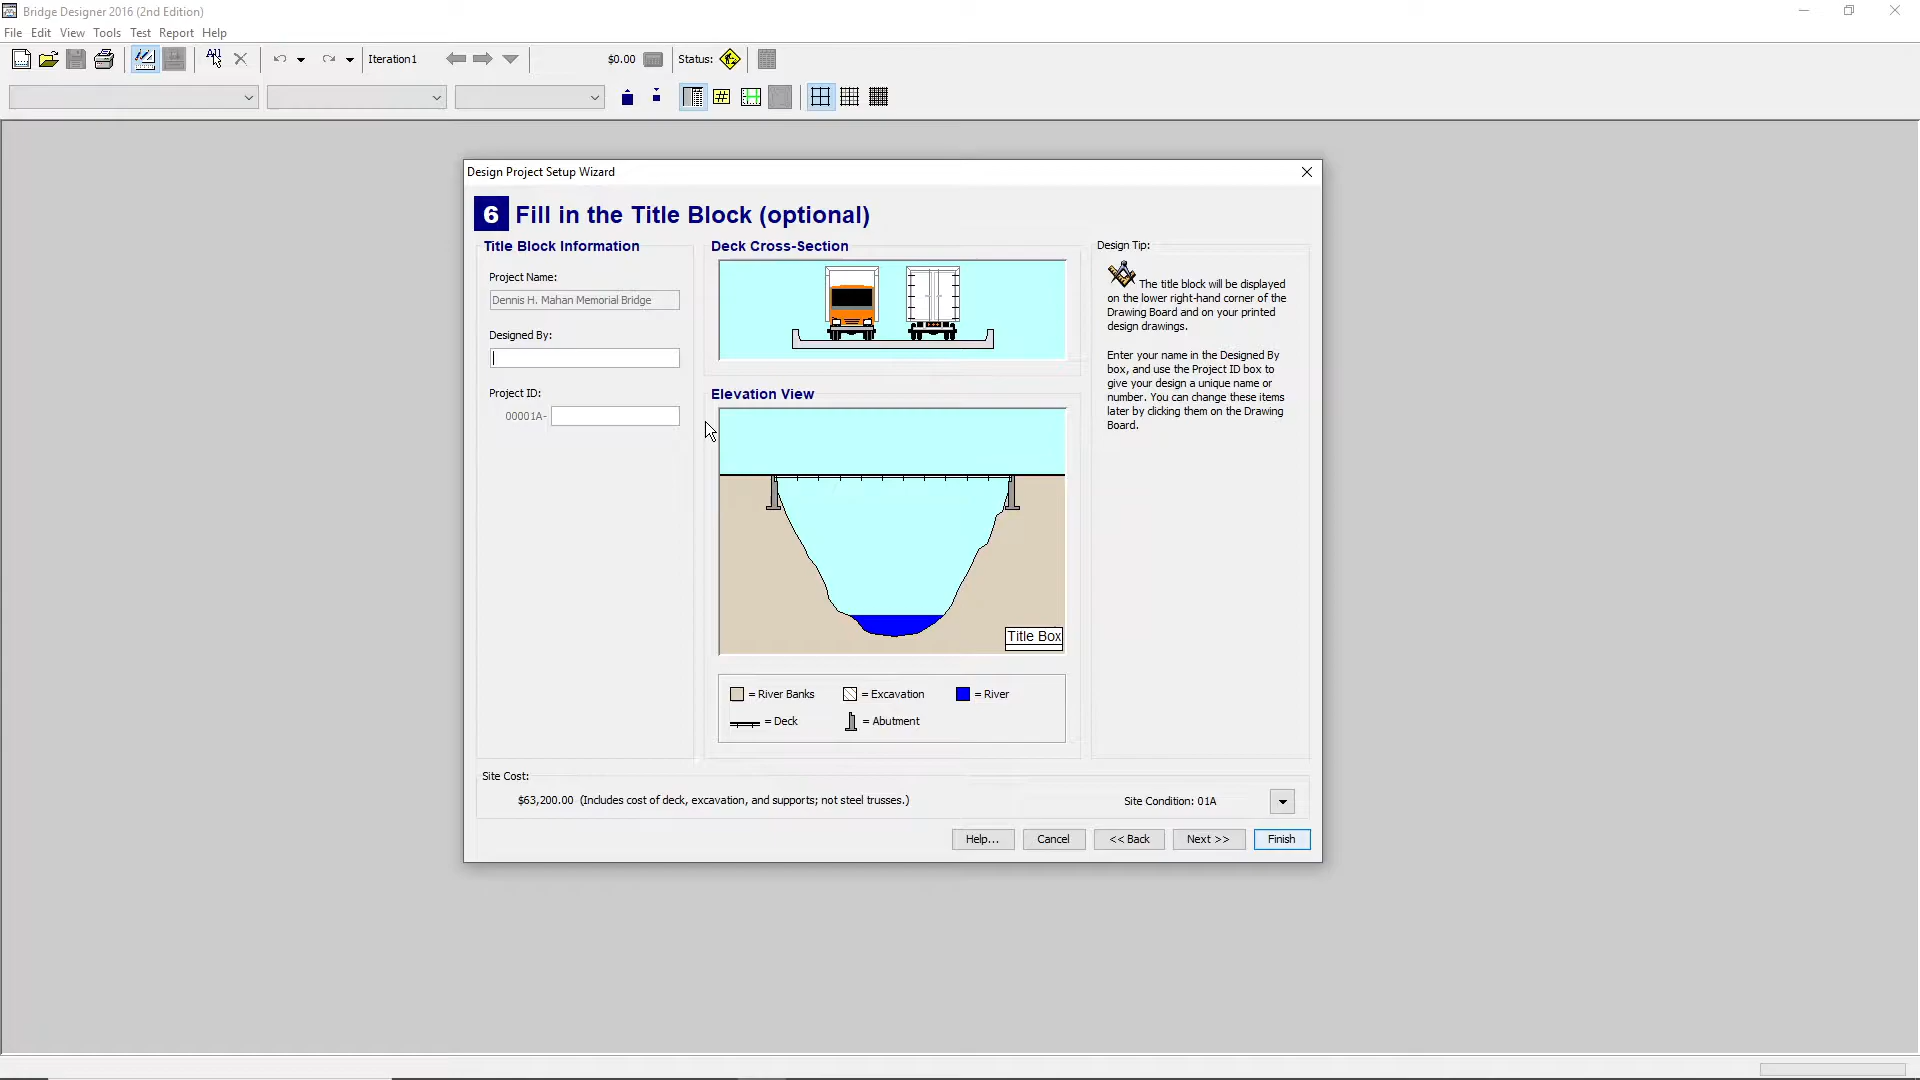 Bridge Designer 2016 (2nd Edition)
File Edit View Tools Test Report Help
Iteration1 $0.00 Status:
Design Project Setup Wizard
6 Fill in the Title Block (optional)
Title Block Information
Project Name:
Dennis H. Mahan Memorial Bridge
Designed By:
Project ID:
00001A-
Deck Cross-Section
Elevation View
Title Box
= River Banks = Excavation = River
= Deck = Abutment
Design Tip:
The title block will be displayed
on the lower right-hand corner of the
Drawing Board and on your printed
design drawings.
Enter your name in the Designed By
box, and use the Project ID box to
give your design a unique name or
number. You can change these items
later by clicking them on the Drawing
Board.
Site Cost:
$63,200.00 (Includes cost of deck, excavation, and supports; not steel trusses.) Site Condition: 01A
Help... Cancel << Back Next >> Finish